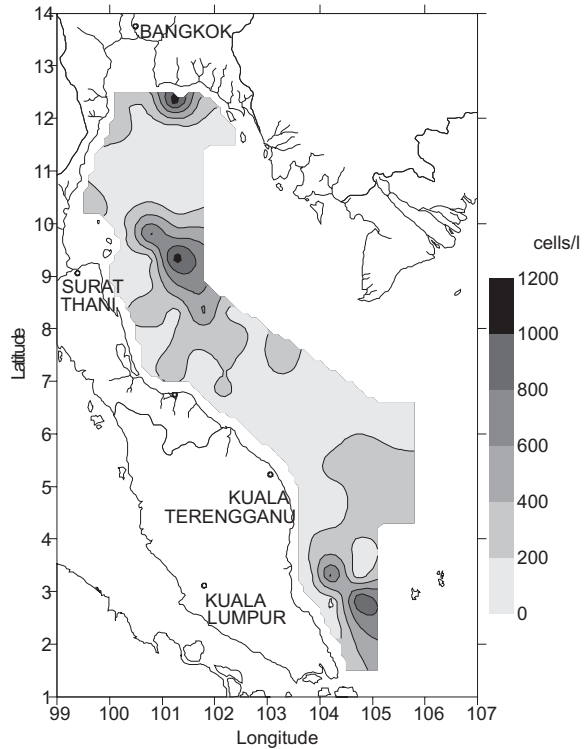 14
BANGKOK
13
12
11
10
9
SURAT
THANI
8
7
6
5
KUALA
TERENGGANU
4
3
KUALA
LUMPUR
2
1
Latitude
99 100 101 102 103 104 105 106 107
Longitude
cells/l
1200
1000
800
600
400
200
0